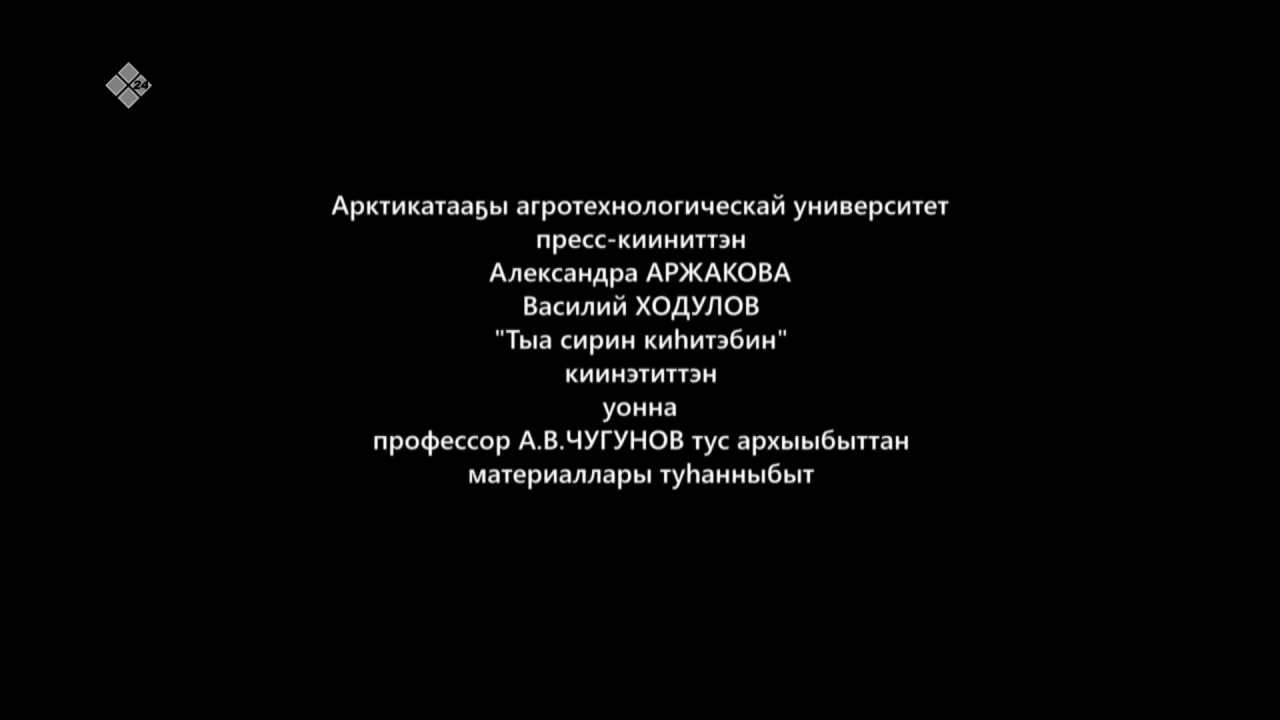 24
Арктикатааҕы агротехнологическай университет
пресс-кииниттэн
Александра АРЖАКОВА
Василий ХОДУЛОВ
"Тыа сирин киһитэбин"
киинэтиттэн
уонна
профессор А.В.ЧУГУНОВ тус архыыбыттан
материаллары туһанныбыт